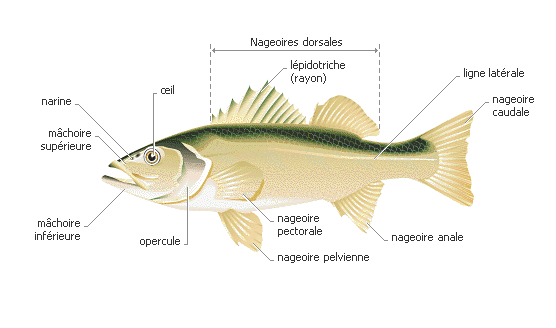 Nageoires dorsales
lépidotriche
(rayon)
ligne latérale
œil
narine
nageoire
caudale
mâchoire
supérieure
mâchoire
inférieure
opercule
nageoire
pectorale
nageoire anale
nageoire pelvienne